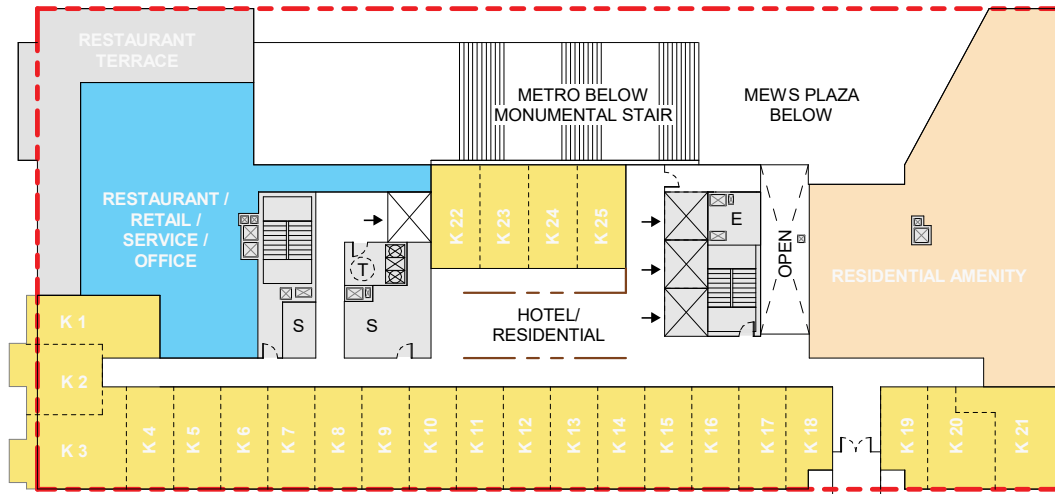 RESTAURANT
TERRACE
METRO BELOW
MONUMENTAL STAIR
MEWS PLAZA
BELOW
RESTAURANT /
RETAIL /
SERVICE /
OFFICE
K 22
K 23
K 24
K 25
E
OPEN
T
RESIDENTIAL AMENITY
S
S
HOTEL/
RESIDENTIAL
K 1
K 2
K 3
K 4
K 5
K 6
K 7
K 8
K 9
K 10
K 11
K 12
K 13
K 14
K 15
K 16
K 17
K 18
K 19
K 20
K 21